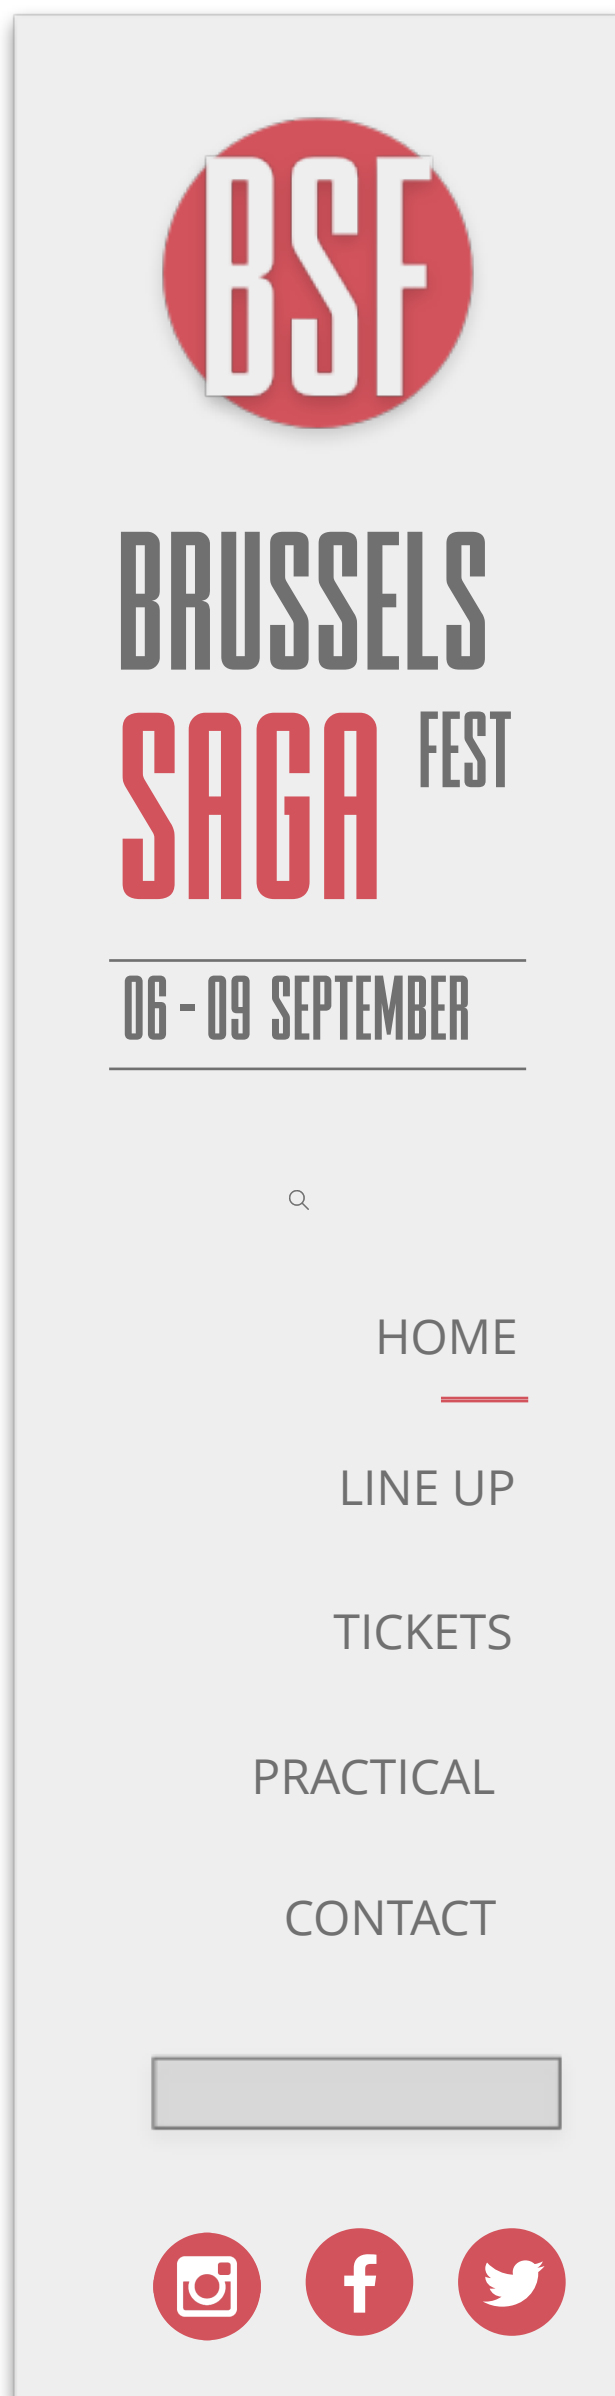 BSF
BRUSSELS
SAGA FEST
06 - 09 SEPTEMBER
HOME
LINE UP
TICKETS
PRACTICAL
CONTACT